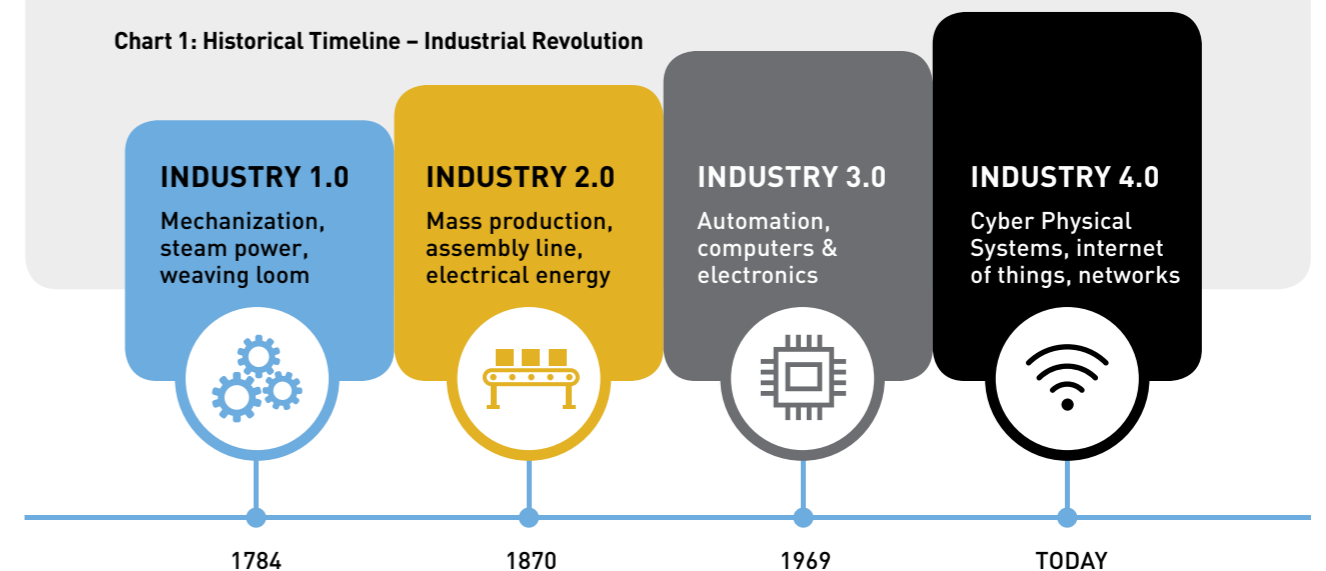 Chart 1: Historical Timeline – Industrial Revolution
INDUSTRY 1.0
Mechanization,
steam power,
weaving loom
INDUSTRY 2.0
Mass production,
assembly line,
electrical energy
INDUSTRY 3.0
Automation,
computers &
electronics
INDUSTRY 4.0
Cyber Physical
Systems, internet
of things, networks
1784
1870
1969
TODAY